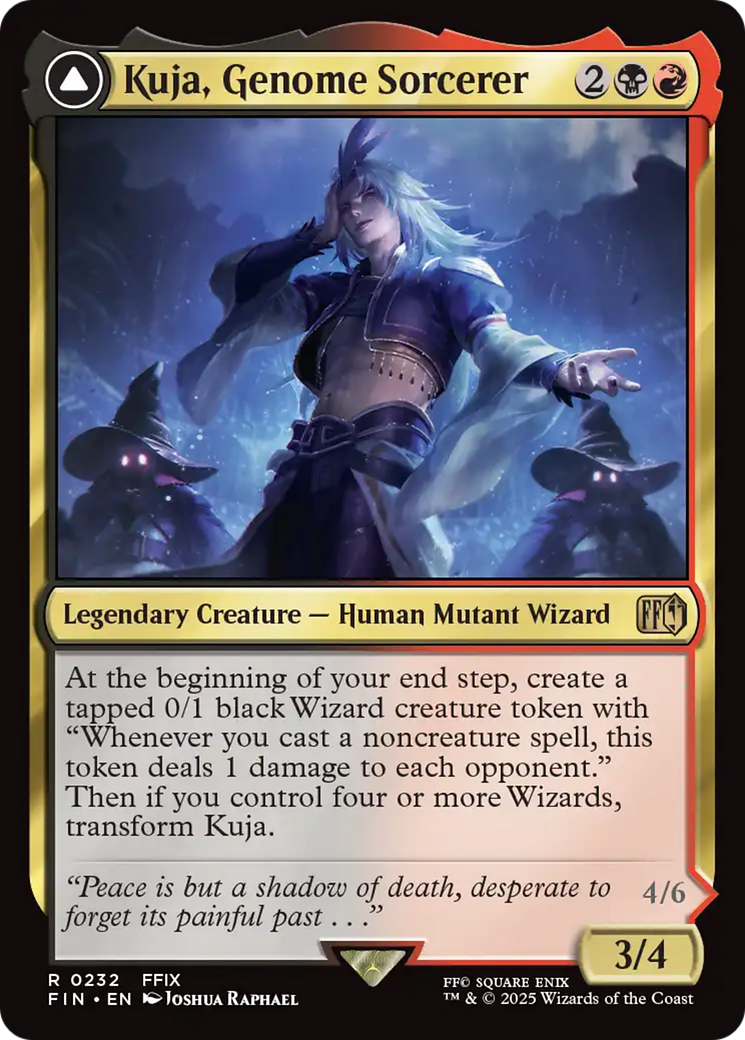 Kuja, Genome Sorcerer 2
Legendary Creature — Human Mutant Wizard FF
At the beginning of your end step, create a
tapped 0/1 black Wizard creature token with
“Whenever you cast a noncreature spell, this
token deals 1 damage to each opponent.”
Then if you control four or more Wizards,
transform Kuja.
“Peace is but a shadow of death, desperate to
forget its painful past . . .”
4/6
3/4
R 0232 FFIX
FIN • EN Joshua Raphael
FF© SQUARE ENIX
™ & © 2025 Wizards of the Coast